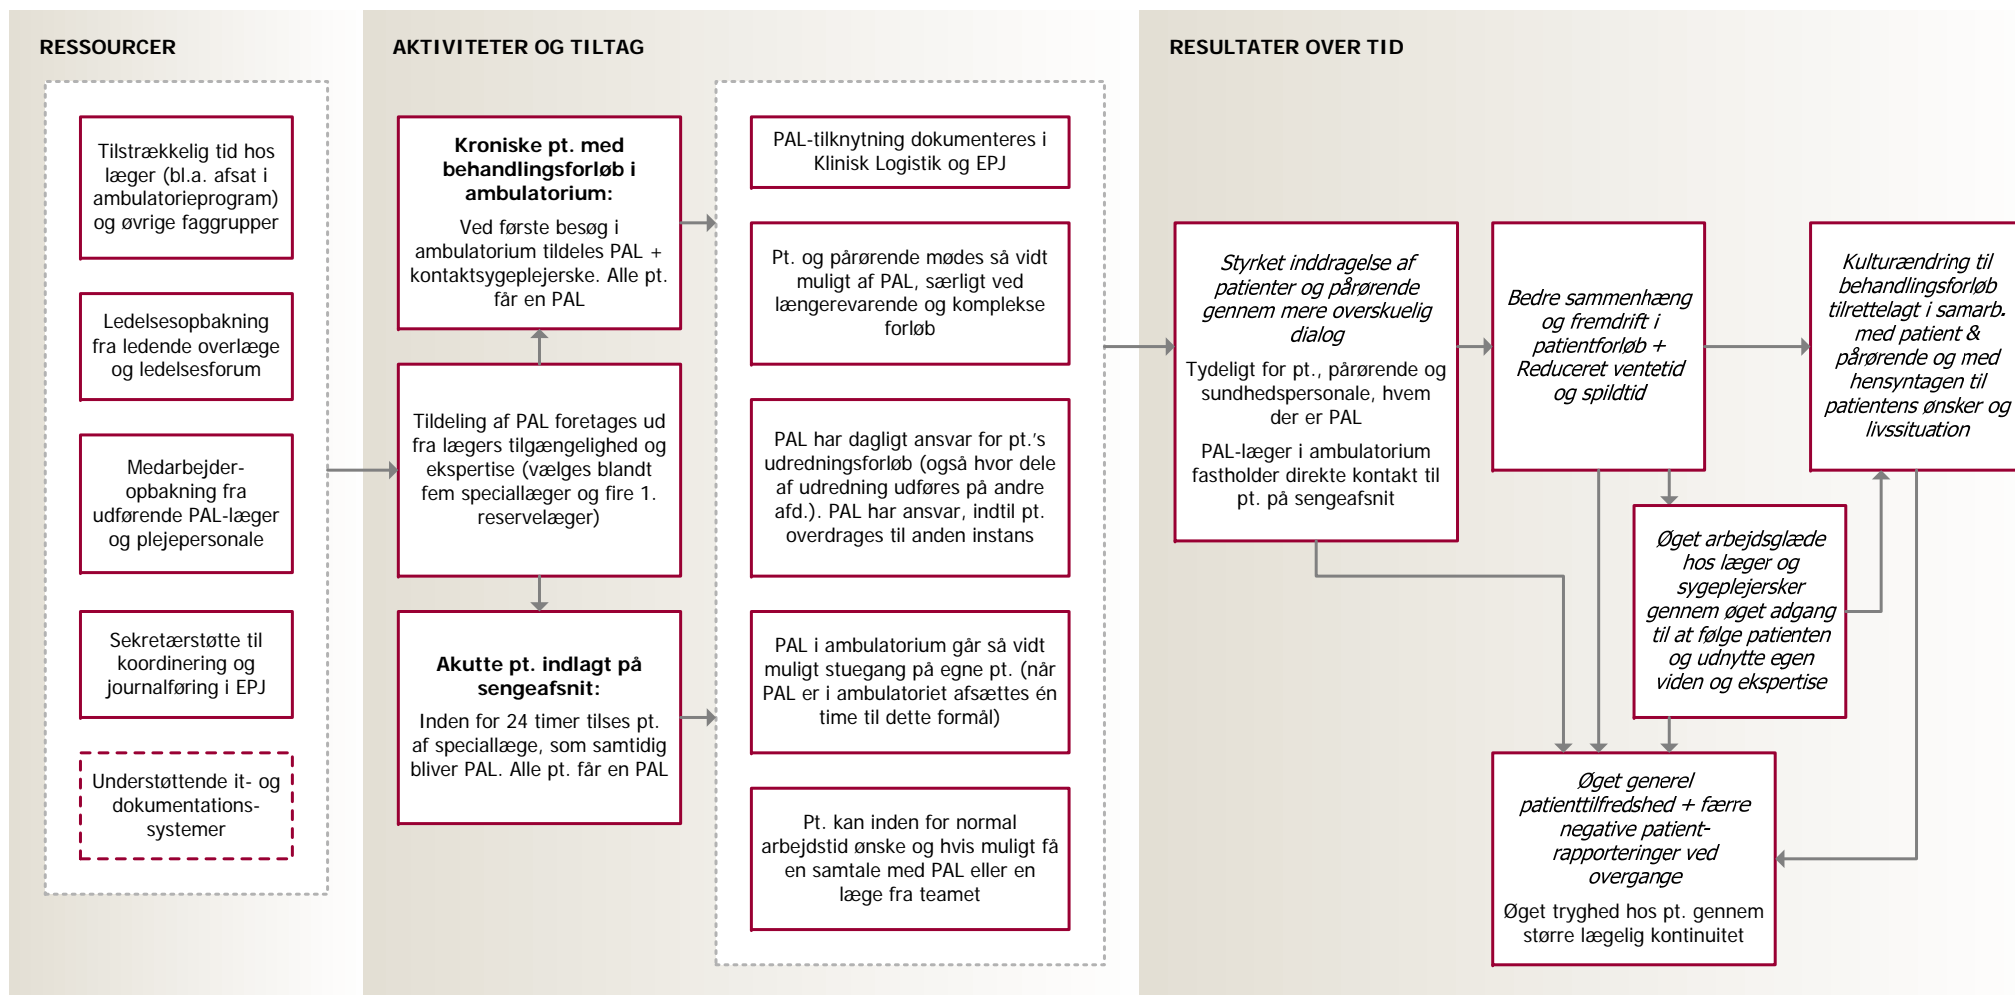 RESSOURCER
Tilstrækkelig tid hos
læger (bl.a. afsat i
ambulatorieprogram)
og øvrige faggrupper
Ledelsesopbakning
fra ledende overlæge
og ledelsesforum
Medarbejder-
opbakning fra
udførende PAL-læger
og plejepersonale
Sekretærstøtte til
koordinering og
journalføring i EPJ
Understøttende it- og
dokumentations-
systemer
AKTIVITETER OG TILTAG
Kroniske pt. med
behandlingsforløb i
ambulatorium:
Ved første besøg i
ambulatorium tildeles PAL +
kontaktsygeplejerske. Alle pt.
får en PAL
Tildeling af PAL foretages ud
fra lægers tilgængelighed og
ekspertise (vælges blandt
fem speciallæger og fire 1.
reservelæger)
Akutte pt. indlagt på
sengeafsnit:
Inden for 24 timer tilses pt.
af speciallæge, som samtidig
bliver PAL. Alle pt. får en PAL
PAL-tilknytning dokumenteres i
Klinisk Logistik og EPJ
Pt. og pårørende mødes så vidt
muligt af PAL, særligt ved
længerevarende og komplekse
forløb
PAL har dagligt ansvar for pt.'s
udredningsforløb (også hvor dele
af udredning udføres på andre
afd.). PAL har ansvar, indtil pt.
overdrages til anden instans
PAL i ambulatorium går så vidt
muligt stuegang på egne pt. (når
PAL er i ambulatoriet afsættes én
time til dette formål)
Pt. kan inden for normal
arbejdstid ønske og hvis muligt få
en samtale med PAL eller en
læge fra teamet
RESULTATER OVER TID
Styrket inddragelse af
patienter og pårørende
gennem mere overskuelig
dialog
Tydeligt for pt., pårørende og
sundhedspersonale, hvem
der er PAL
PAL-læger i ambulatorium
fastholder direkte kontakt til
pt. på sengeafsnit
Bedre sammenhæng
og fremdrift i
patientforløb +
Reduceret ventetid
og spildtid
Kulturændring til
behandlingsforløb
tilrettelagt i samarb.
med patient &
pårørende og med
hensyntagen til
patientens ønsker og
livssituation
Øget arbejdsglæde
hos læger og
sygeplejersker
gennem øget adgang
til at følge patienten
og udnytte egen
viden og ekspertise
Øget generel
patienttilfredshed + færre
negative patient-
rapporteringer ved
overgange
Øget tryghed hos pt. gennem
større lægelig kontinuitet